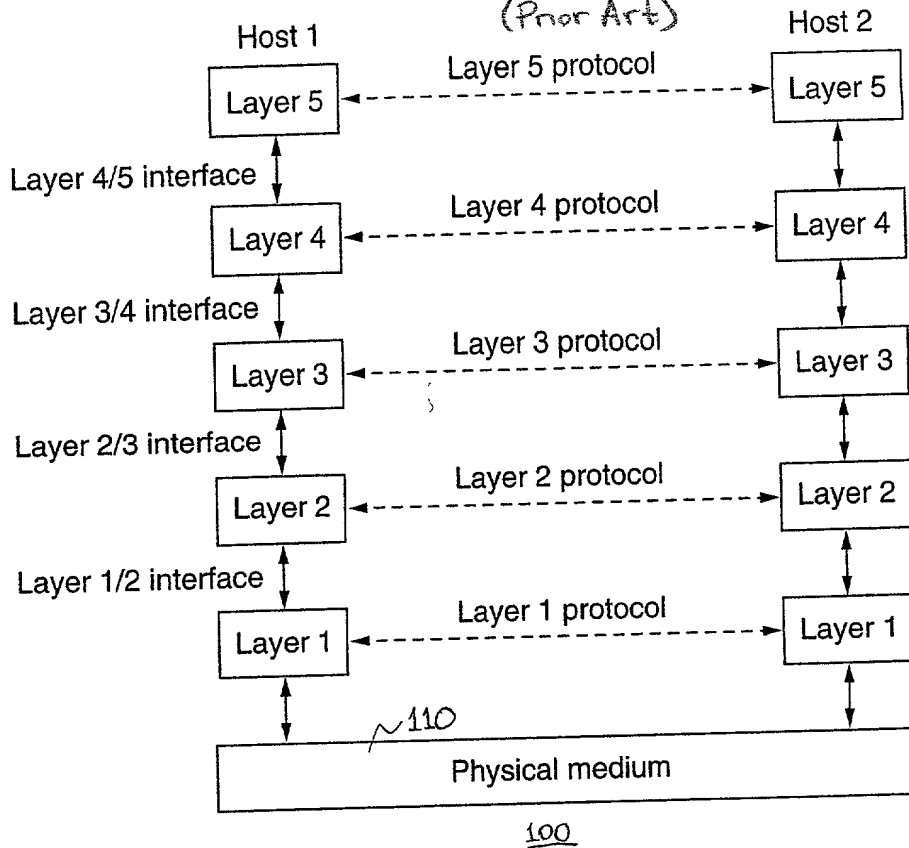 (Prior Art)
Host 1
Host 2
Layer 5 protocol
Layer 5
Layer 5
Layer 4/5 interface
Layer 4 protocol
Layer 4
Layer 4
Layer 3/4 interface
Layer 3 protocol
Layer 3
Layer 3
Layer 2/3 interface
Layer 2 protocol
Layer 2
Layer 2
Layer 1/2 interface
Layer 1 protocol
Layer 1
Layer 1
110
Physical medium
100